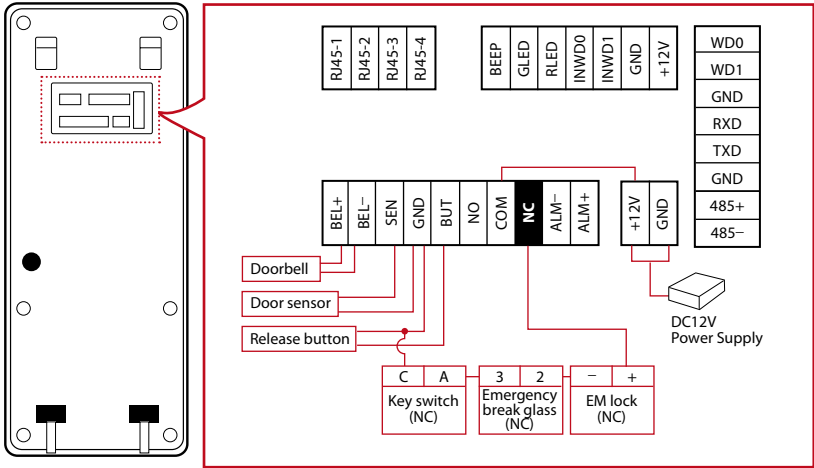 RJ45-1
RJ45-2
RJ45-3
RJ45-4
BEEP
GLED
RLED
INWD0
INWD1
GND
+12V
WD0
WD1
GND
RXD
TXD
GND
485+
485−
BEL+
BEL−
SEN
GND
BUT
NO
COM
NC
ALM−
ALM+
+12V
GND
Doorbell
Door sensor
Release button
DC12V
Power Supply
C A
Key switch
(NC)
3 2
Emergency
break glass
(NC)
− +
EM lock
(NC)